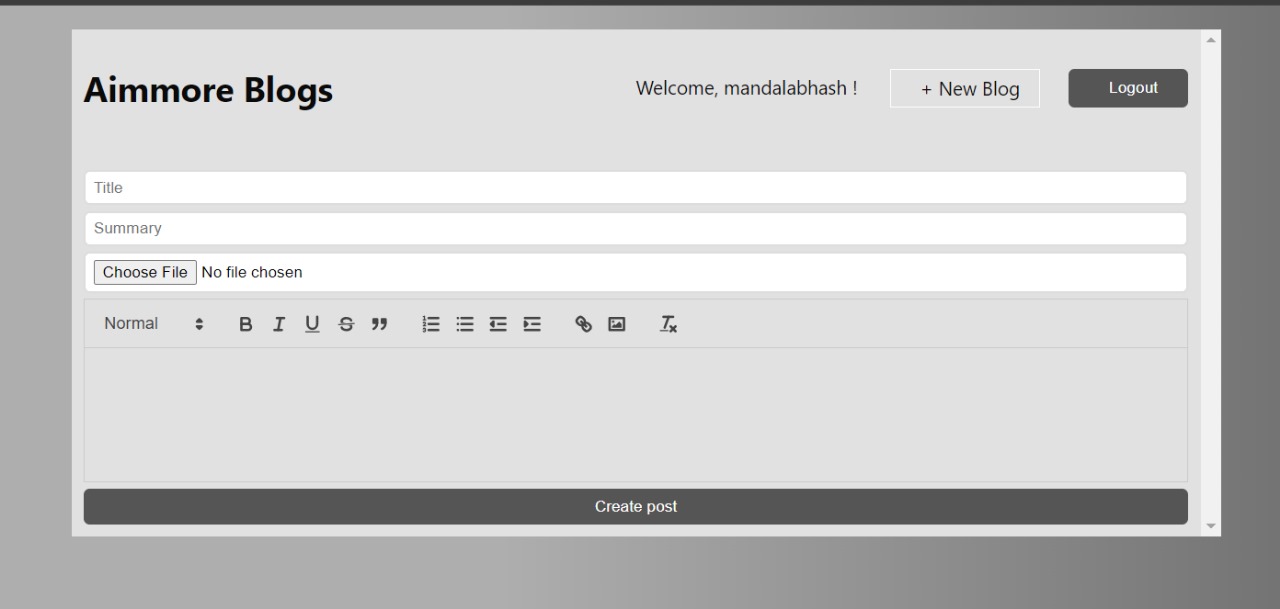 Aimmore Blogs
Welcome, mandalabhash !
+ New Blog
Logout
Title
Summary
Choose File No file chosen
Normal
Create post